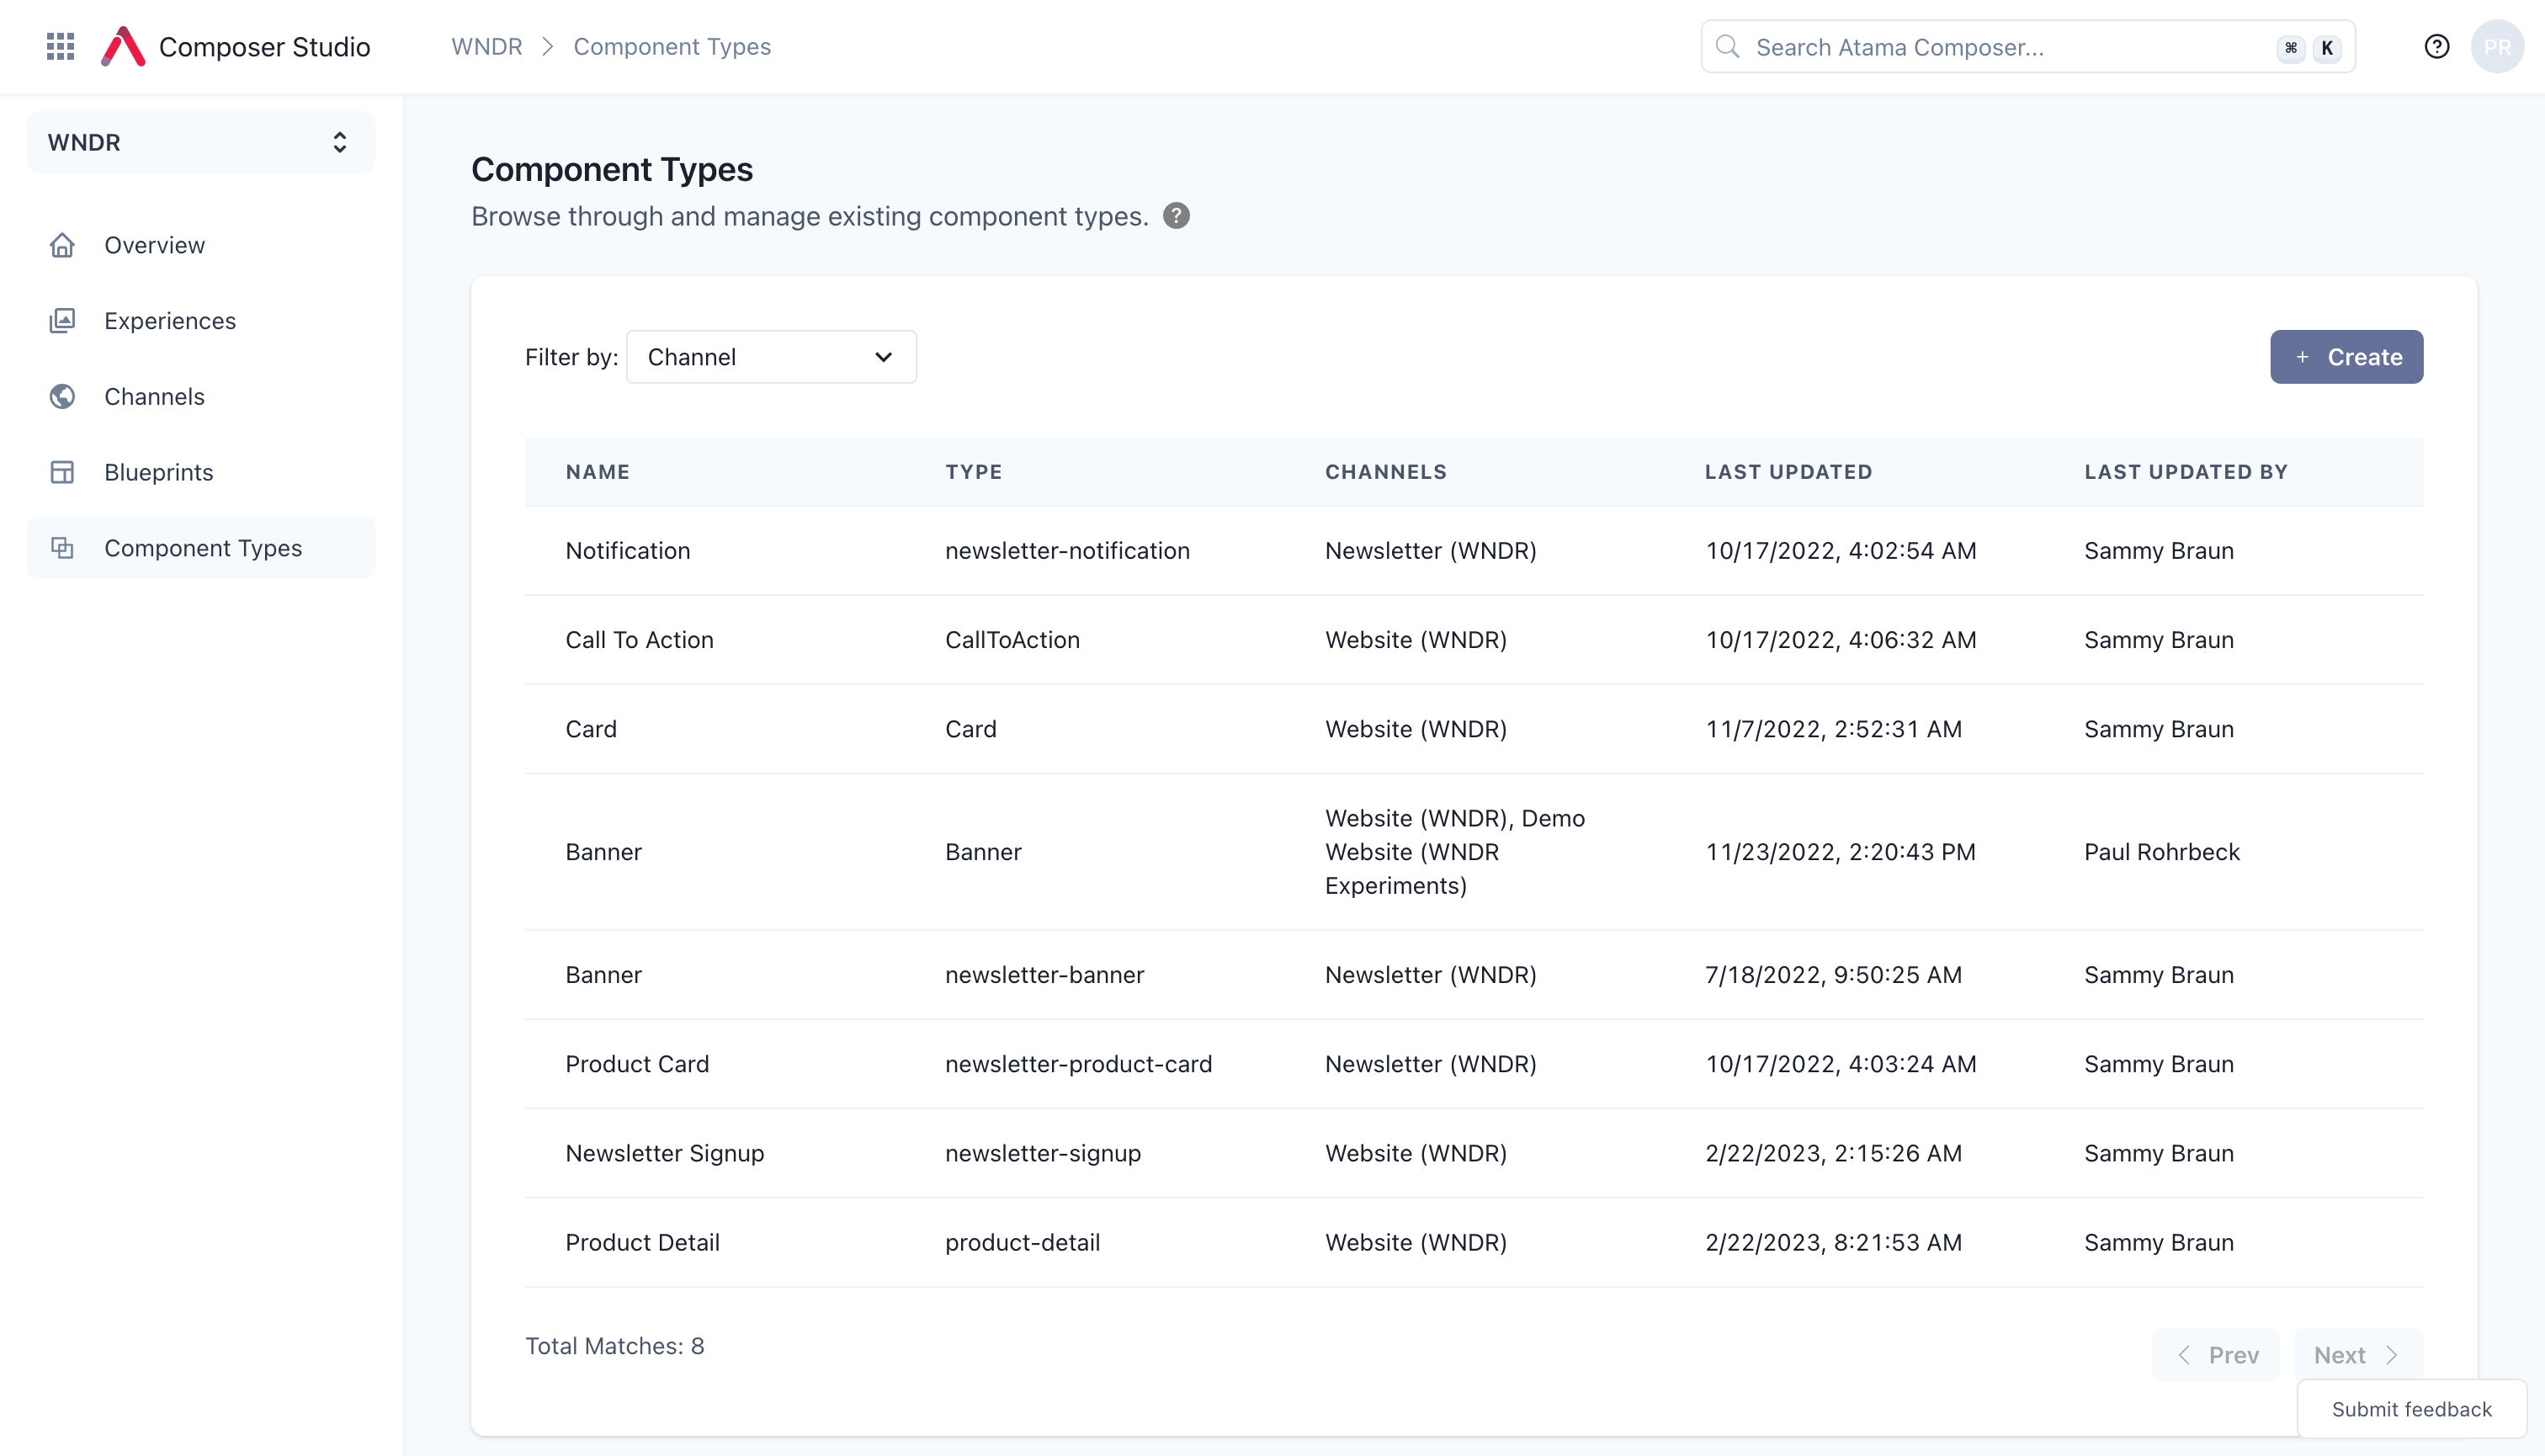 Composer Studio
WNDR > Component Types
Search Atama Composer...
⌘ K
PR
WNDR
Overview
Experiences
Channels
Blueprints
Component Types
Component Types
Browse through and manage existing component types. ?
Filter by: Channel
+ Create
NAME TYPE CHANNELS LAST UPDATED LAST UPDATED BY
Notification newsletter-notification Newsletter (WNDR) 10/17/2022, 4:02:54 AM Sammy Braun
Call To Action CallToAction Website (WNDR) 10/17/2022, 4:06:32 AM Sammy Braun
Card Card Website (WNDR) 11/7/2022, 2:52:31 AM Sammy Braun
Banner Banner Website (WNDR), Demo
Website (WNDR
Experiments) 11/23/2022, 2:20:43 PM Paul Rohrbeck
Banner newsletter-banner Newsletter (WNDR) 7/18/2022, 9:50:25 AM Sammy Braun
Product Card newsletter-product-card Newsletter (WNDR) 10/17/2022, 4:03:24 AM Sammy Braun
Newsletter Signup newsletter-signup Website (WNDR) 2/22/2023, 2:15:26 AM Sammy Braun
Product Detail product-detail Website (WNDR) 2/22/2023, 8:21:53 AM Sammy Braun
Total Matches: 8
Prev
Next
Submit feedback